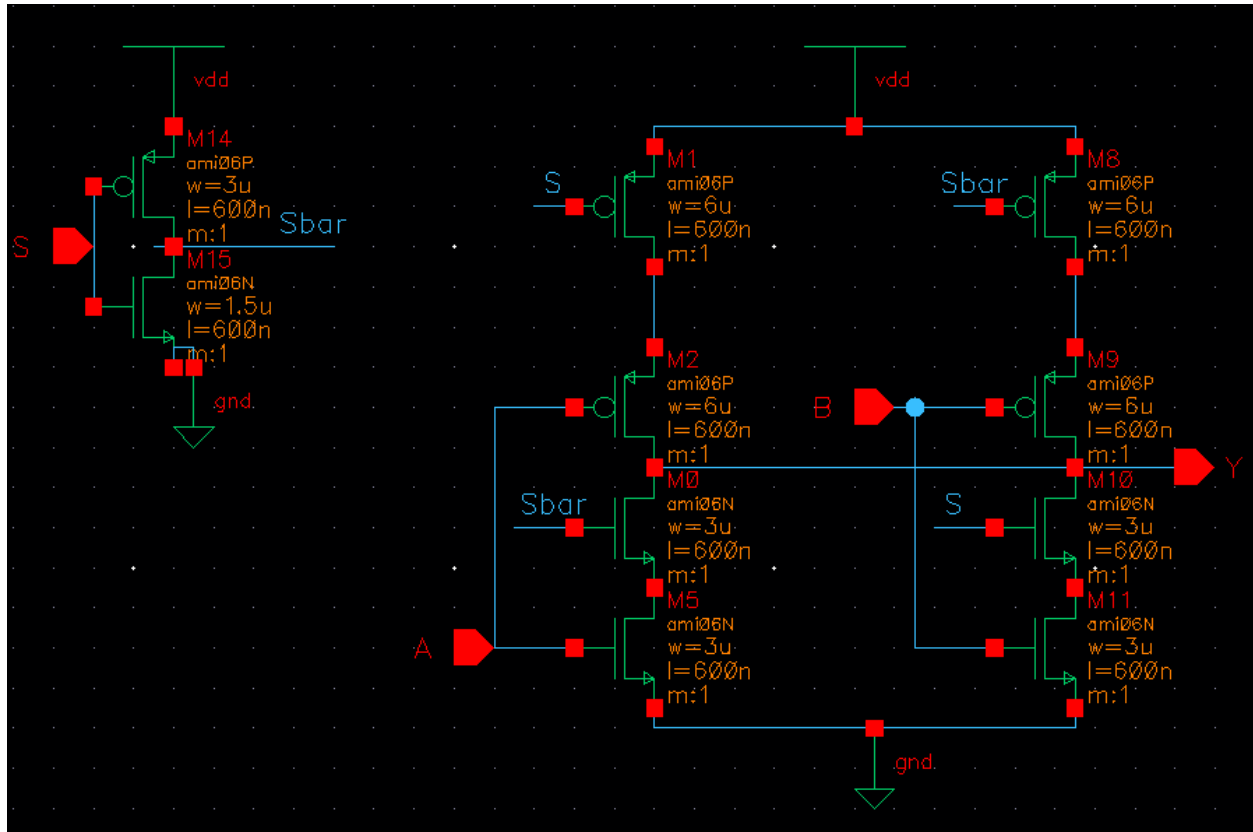 vdd
M14
ami06P
w=3u
l=600n
m:1
S
Sbar
M15
ami06N
w=1.5u
l=600n
m:1
gnd
vdd
M1
ami06P
w=6u
l=600n
m:1
S
M8
ami06P
w=6u
l=600n
m:1
Sbar
M2
ami06P
w=6u
l=600n
m:1
B
M9
ami06P
w=6u
l=600n
m:1
Y
M0
ami06N
w=3u
l=600n
m:1
Sbar
M10
ami06N
w=3u
l=600n
m:1
S
A
M5
ami06N
w=3u
l=600n
m:1
M11
ami06N
w=3u
l=600n
m:1
gnd